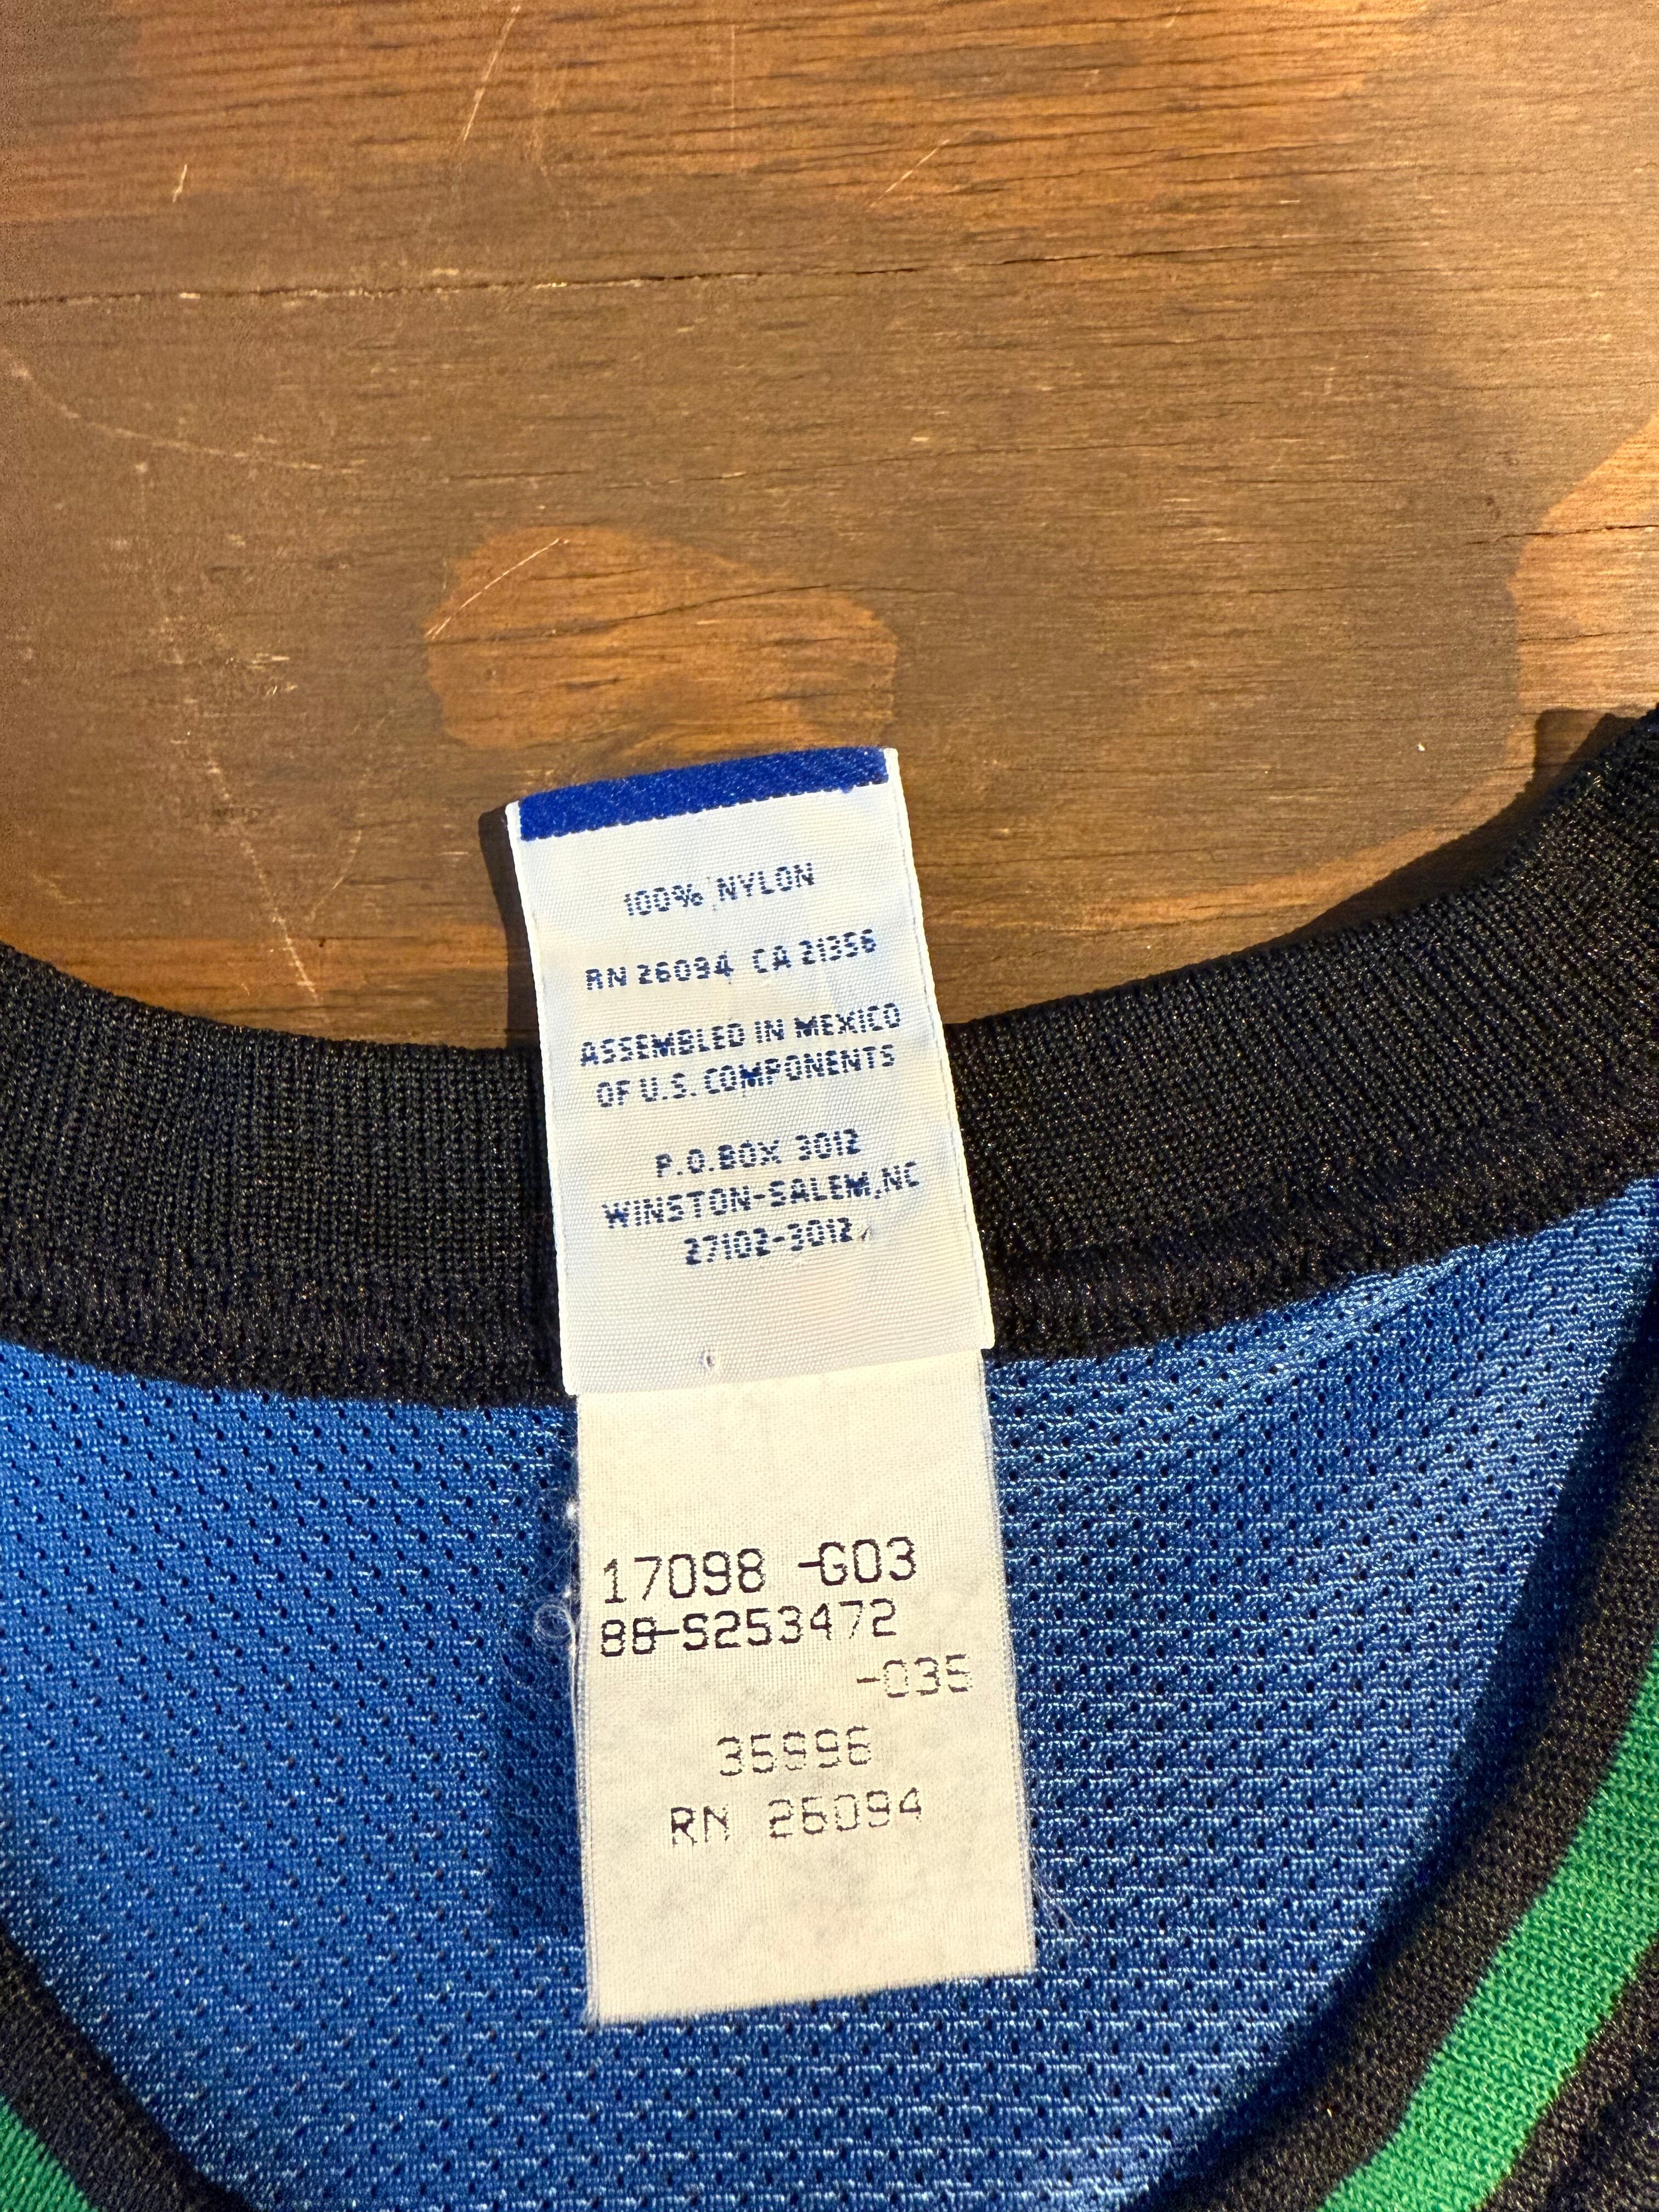 100% NYLON
RN 26094 CA 21356
ASSEMBLED IN MEXICO
OF U.S. COMPONENTS
P.O. BOX 3012
WINSTON-SALEM, NC
27102-3012
17098 -G03
88-S253472
-035
35996
RN 26094